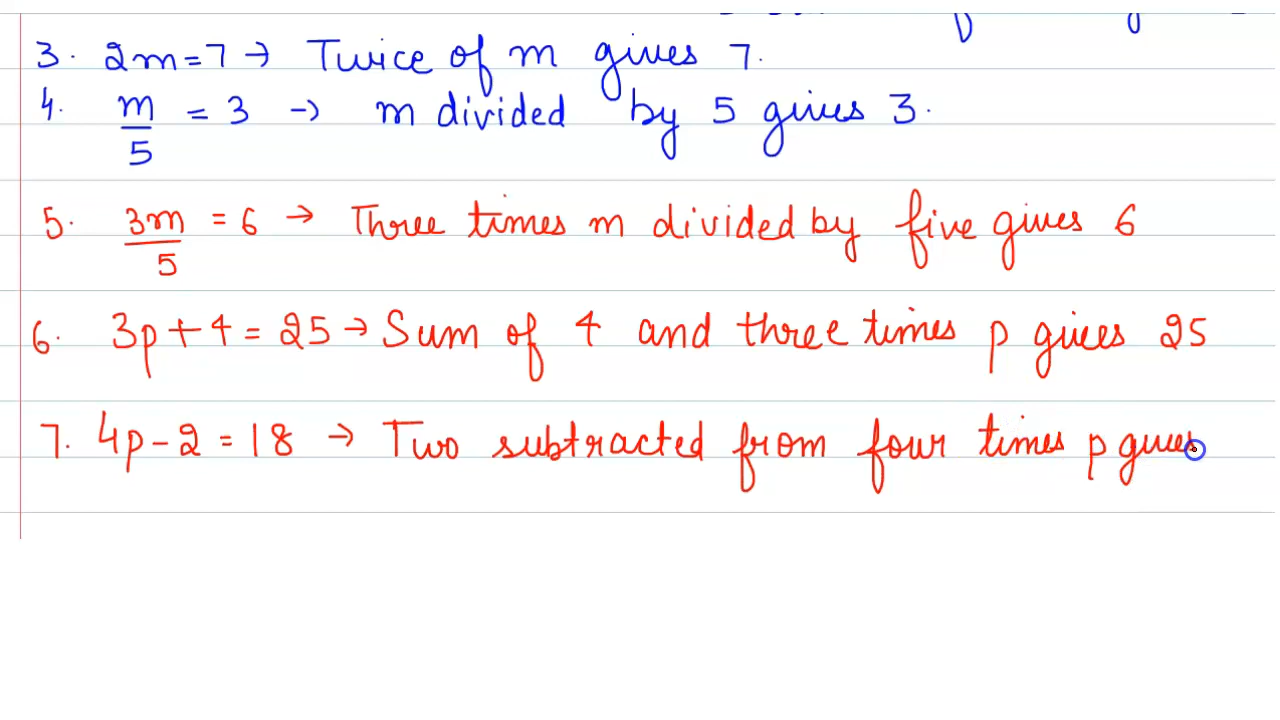 3. 2m = 7 → Twice of m gives 7.
4. m/5 = 3 → m divided by 5 gives 3.
5. 3m/5 = 6 → Three times m divided by five gives 6
6. 3p + 4 = 25 → Sum of 4 and three times p gives 25
7. 4p - 2 = 18 → Two subtracted from four times p gives